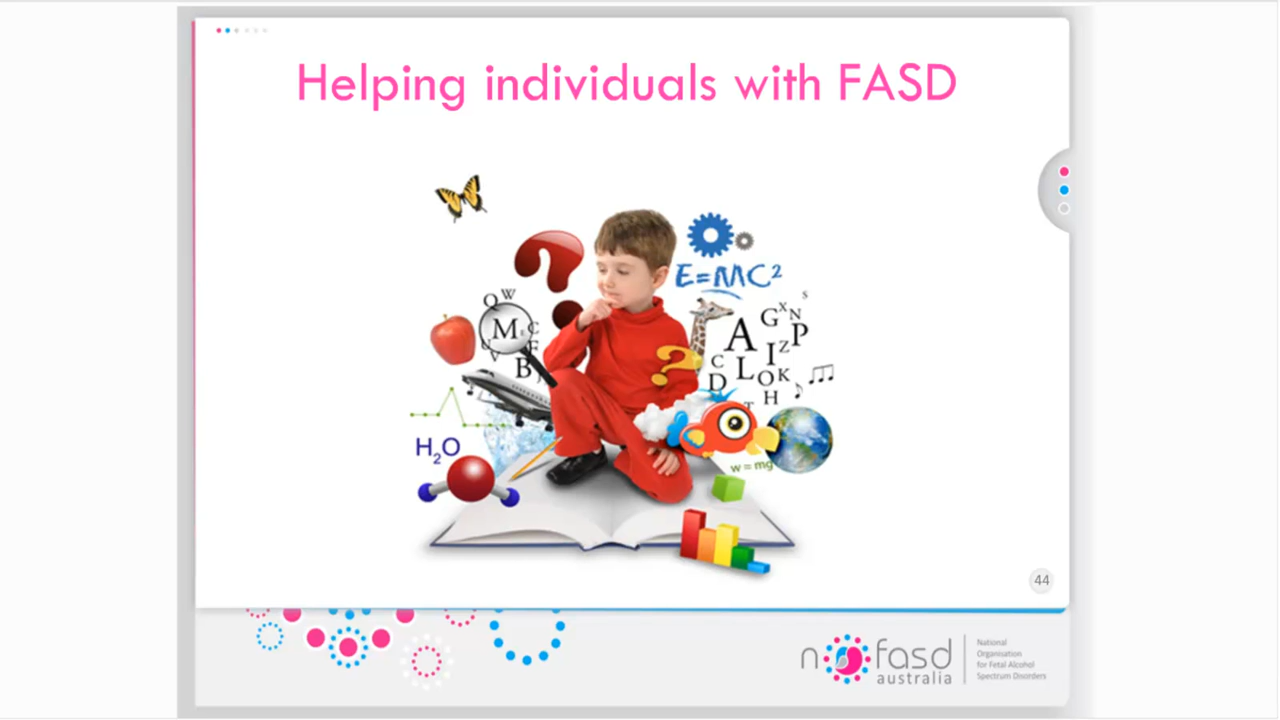 Helping individuals with FASD
E=MC²
Q W
M E C
U F
V B J
S
G X N
A Z P
C L I
D O K
H
T
H₂O
w = mg
44
nofasd
australia
National
Organisation
for Fetal Alcohol
Spectrum Disorders